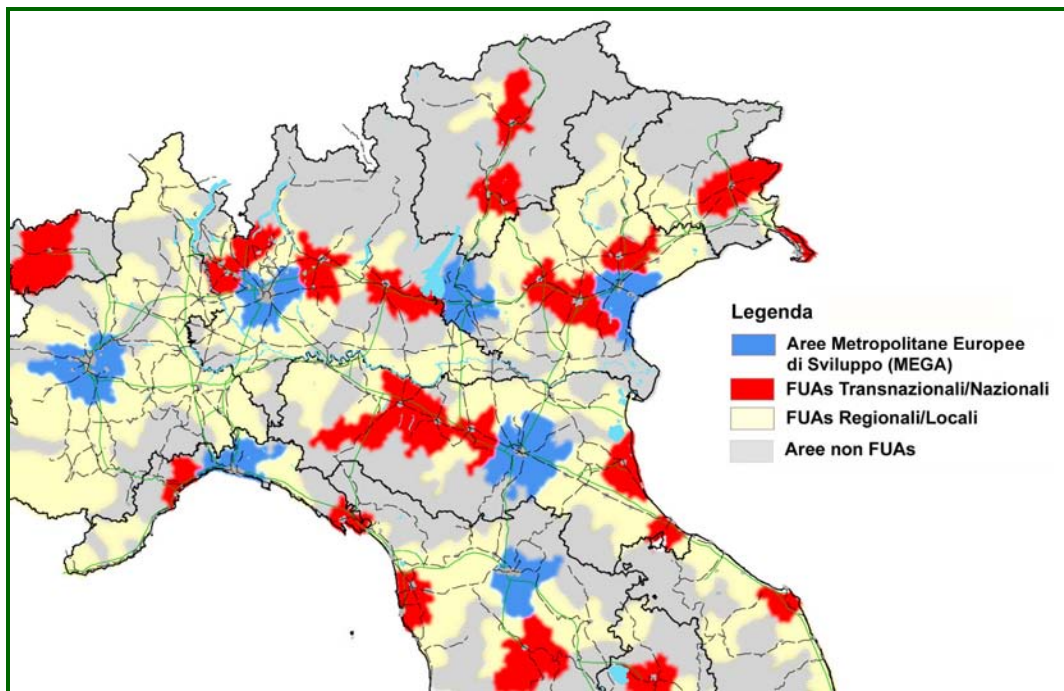 Legenda
Aree Metropolitane Europee
di Sviluppo (MEGA)
FUAs Transnazionali/Nazionali
FUAs Regionali/Locali
Aree non FUAs